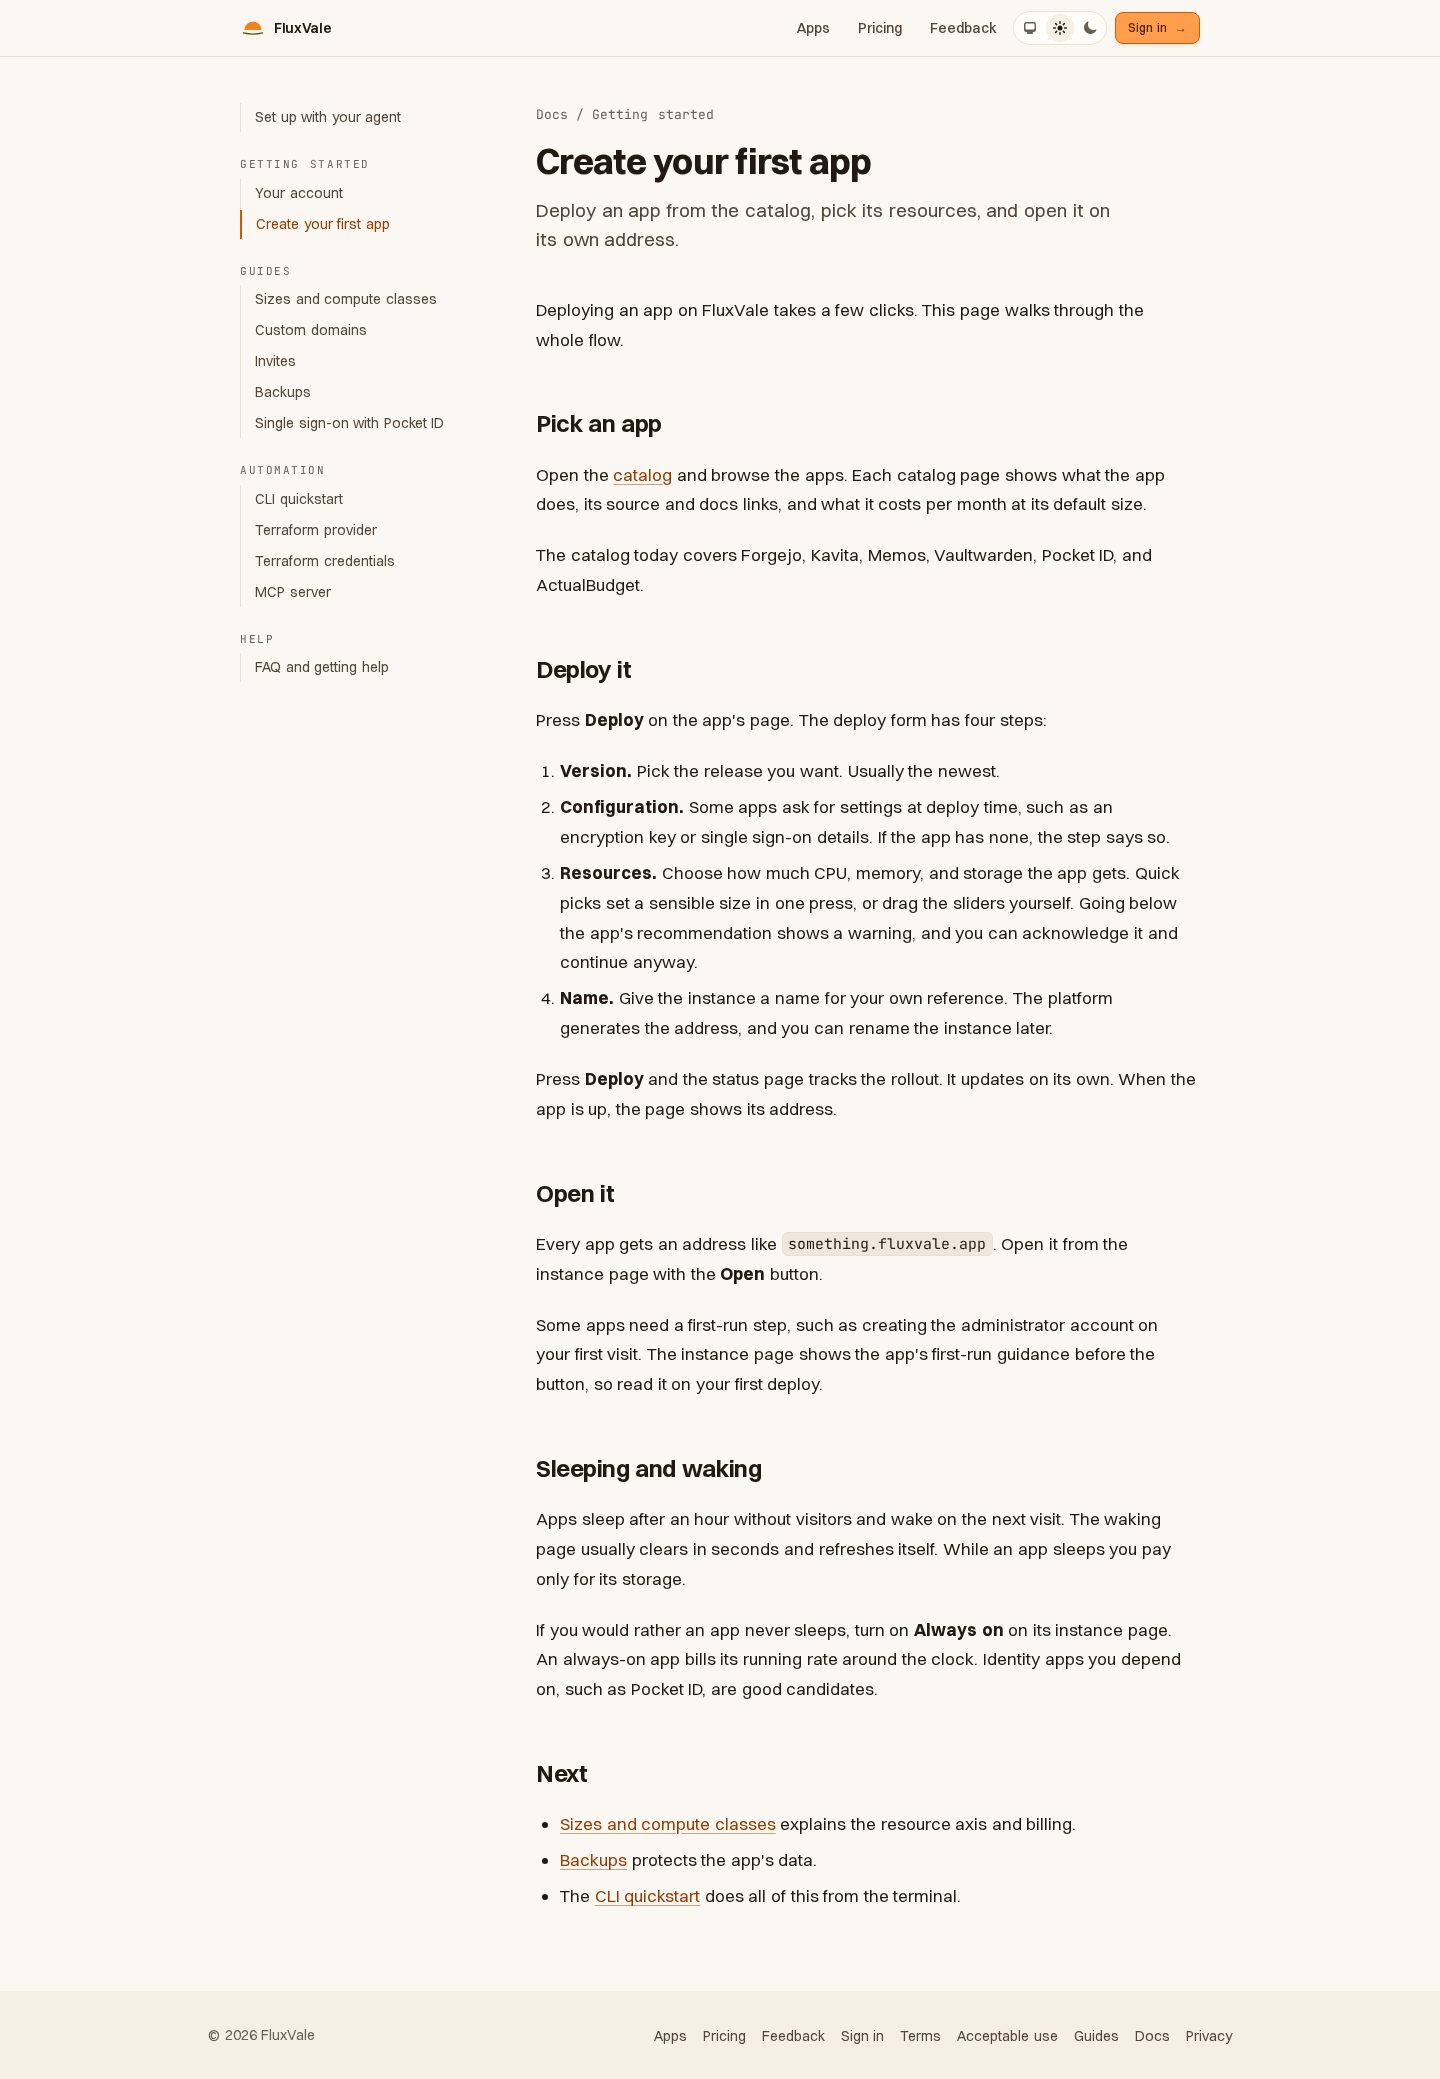 FluxVale
Apps
Pricing
Feedback
Sign in →
Set up with your agent
GETTING STARTED
Your account
Create your first app
GUIDES
Sizes and compute classes
Custom domains
Invites
Backups
Single sign-on with Pocket ID
AUTOMATION
CLI quickstart
Terraform provider
Terraform credentials
MCP server
HELP
FAQ and getting help
Docs / Getting started
Create your first app
Deploy an app from the catalog, pick its resources, and open it on
its own address.
Deploying an app on FluxVale takes a few clicks. This page walks through the
whole flow.
Pick an app
Open the catalog and browse the apps. Each catalog page shows what the app
does, its source and docs links, and what it costs per month at its default size.
The catalog today covers Forgejo, Kavita, Memos, Vaultwarden, Pocket ID, and
ActualBudget.
Deploy it
Press Deploy on the app's page. The deploy form has four steps:
1. Version. Pick the release you want. Usually the newest.
2. Configuration. Some apps ask for settings at deploy time, such as an
encryption key or single sign-on details. If the app has none, the step says so.
3. Resources. Choose how much CPU, memory, and storage the app gets. Quick
picks set a sensible size in one press, or drag the sliders yourself. Going below
the app's recommendation shows a warning, and you can acknowledge it and
continue anyway.
4. Name. Give the instance a name for your own reference. The platform
generates the address, and you can rename the instance later.
Press Deploy and the status page tracks the rollout. It updates on its own. When the
app is up, the page shows its address.
Open it
Every app gets an address like something.fluxvale.app. Open it from the
instance page with the Open button.
Some apps need a first-run step, such as creating the administrator account on
your first visit. The instance page shows the app's first-run guidance before the
button, so read it on your first deploy.
Sleeping and waking
Apps sleep after an hour without visitors and wake on the next visit. The waking
page usually clears in seconds and refreshes itself. While an app sleeps you pay
only for its storage.
If you would rather an app never sleeps, turn on Always on on its instance page.
An always-on app bills its running rate around the clock. Identity apps you depend
on, such as Pocket ID, are good candidates.
Next
• Sizes and compute classes explains the resource axis and billing.
• Backups protects the app's data.
• The CLI quickstart does all of this from the terminal.
© 2026 FluxVale
Apps
Pricing
Feedback
Sign in
Terms
Acceptable use
Guides
Docs
Privacy